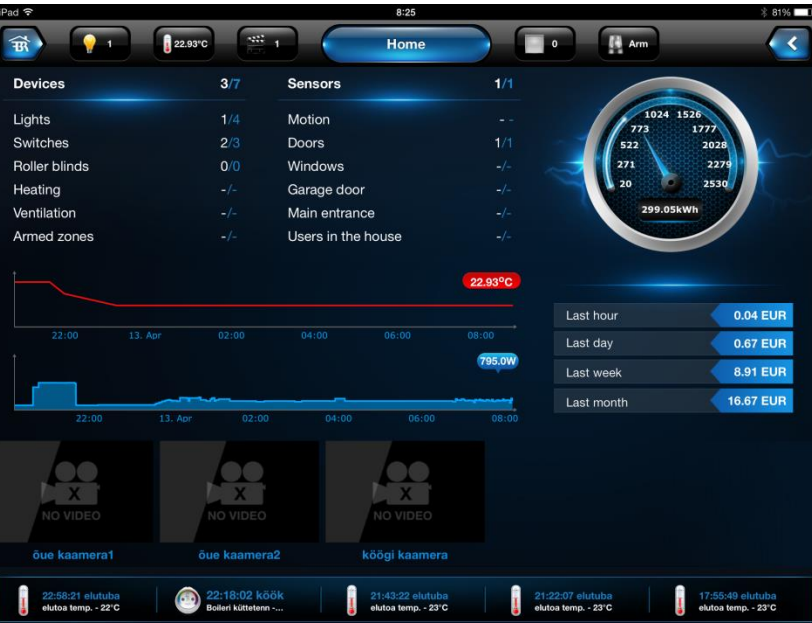 iPad 8:25 81%
BR 1 22.93°C 1 Home 0 Arm
Devices 3/7
Lights 1/4
Switches 2/3
Roller blinds 0/0
Heating -/-
Ventilation -/-
Armed zones -/-
Sensors 1/1
Motion - -
Doors 1/1
Windows -/-
Garage door -/-
Main entrance -/-
Users in the house -/-
1024 1526
773 1777
522 2028
271 2279
20 2530
299.05kWh
22.93°C
22:00 13. Apr 02:00 04:00 06:00 08:00
795.0W
22:00 13. Apr 02:00 04:00 06:00 08:00
Last hour 0.04 EUR
Last day 0.67 EUR
Last week 8.91 EUR
Last month 16.67 EUR
X X X
NO VIDEO NO VIDEO NO VIDEO
õue kaamera1 õue kaamera2 köögi kaamera
22:58:21 elutuba
elutoa temp. - 22°C
22:18:02 köök
Boileri küttetenn -...
21:43:22 elutuba
elutoa temp. - 23°C
21:22:07 elutuba
elutoa temp. - 23°C
17:55:49 elutuba
elutoa temp. - 23°C